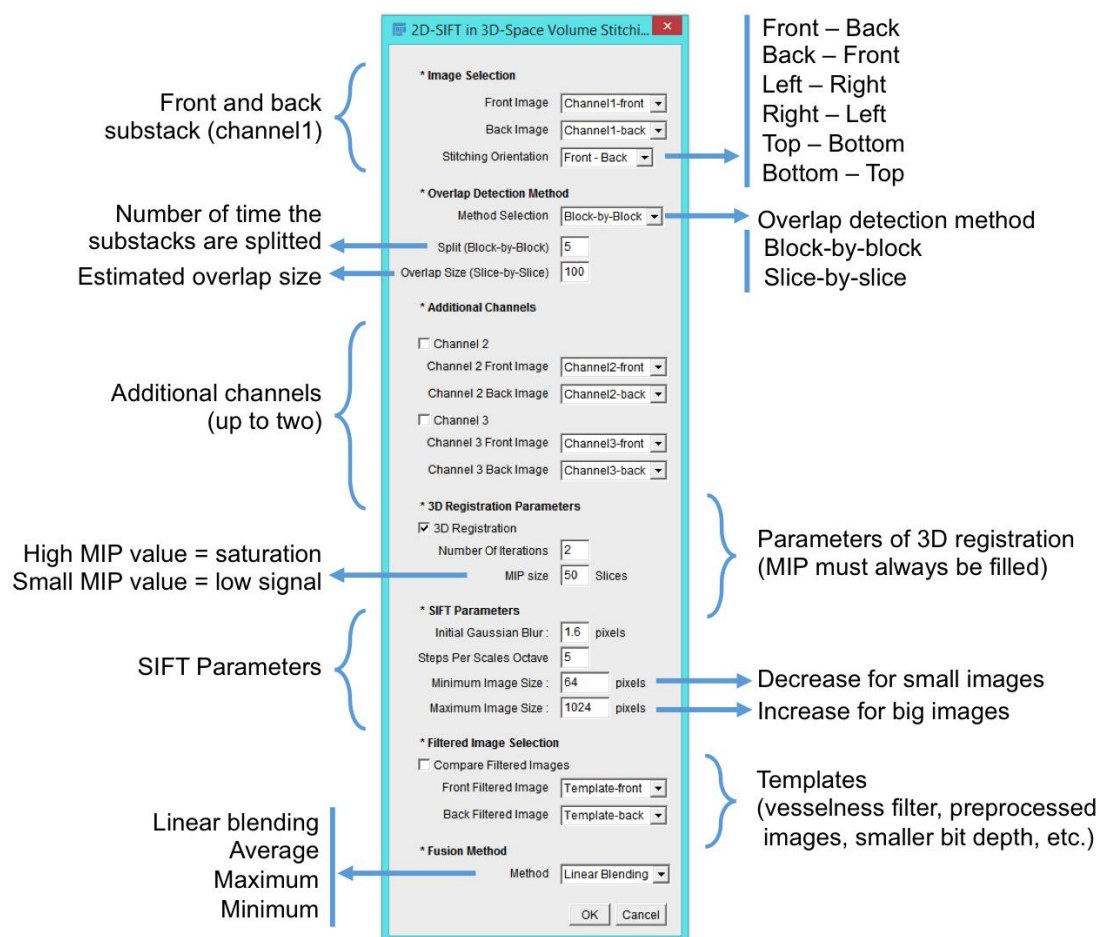 2D-SIFT in 3D-Space Volume Stitchi...
* Image Selection
Front Image Channel1-front
Back Image Channel1-back
Stitching Orientation Front - Back
Front and back
substack (channel1)
Front – Back
Back – Front
Left – Right
Right – Left
Top – Bottom
Bottom – Top
* Overlap Detection Method
Method Selection Block-by-Block
Split (Block-by-Block) 5
Overlap Size (Slice-by-Slice) 100
Number of time the
substacks are splitted
Estimated overlap size
Overlap detection method
Block-by-block
Slice-by-slice
* Additional Channels
Channel 2
Channel 2 Front Image Channel2-front
Channel 2 Back Image Channel2-back
Channel 3
Channel 3 Front Image Channel3-front
Channel 3 Back Image Channel3-back
Additional channels
(up to two)
* 3D Registration Parameters
3D Registration
Number Of Iterations 2
MIP size 50 Slices
High MIP value = saturation
Small MIP value = low signal
Parameters of 3D registration
(MIP must always be filled)
* SIFT Parameters
Initial Gaussian Blur : 1.6 pixels
Steps Per Scales Octave 5
Minimum Image Size : 64 pixels
Maximum Image Size : 1024 pixels
SIFT Parameters
Decrease for small images
Increase for big images
* Filtered Image Selection
Compare Filtered Images
Front Filtered Image Template-front
Back Filtered Image Template-back
Templates
(vesselness filter, preprocessed
images, smaller bit depth, etc.)
* Fusion Method
Method Linear Blending
Linear blending
Average
Maximum
Minimum
OK Cancel